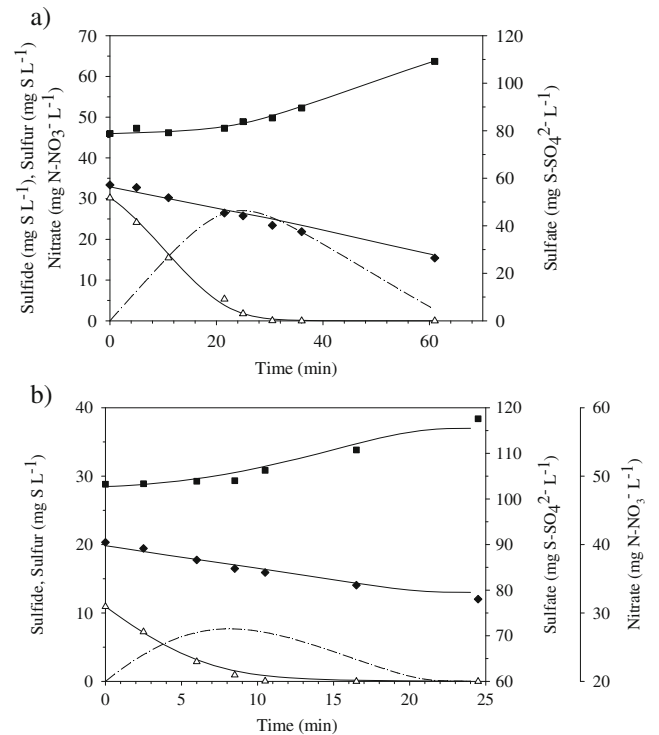 a)
Sulfide (mg S L⁻¹), Sulfur (mg S L⁻¹)
Nitrate (mg N-NO₃⁻ L⁻¹)
70
60
50
40
30
20
10
0
120
100
80
60
40
20
0
Sulfate (mg S-SO₄²⁻ L⁻¹)
0 20 40 60
Time (min)
b)
Sulfide, Sulfur (mg S L⁻¹)
40
30
20
10
0
120
110
100
90
80
70
60
Sulfate (mg S-SO₄²⁻ L⁻¹)
60
50
40
30
20
Nitrate (mg N-NO₃⁻ L⁻¹)
0 5 10 15 20 25
Time (min)